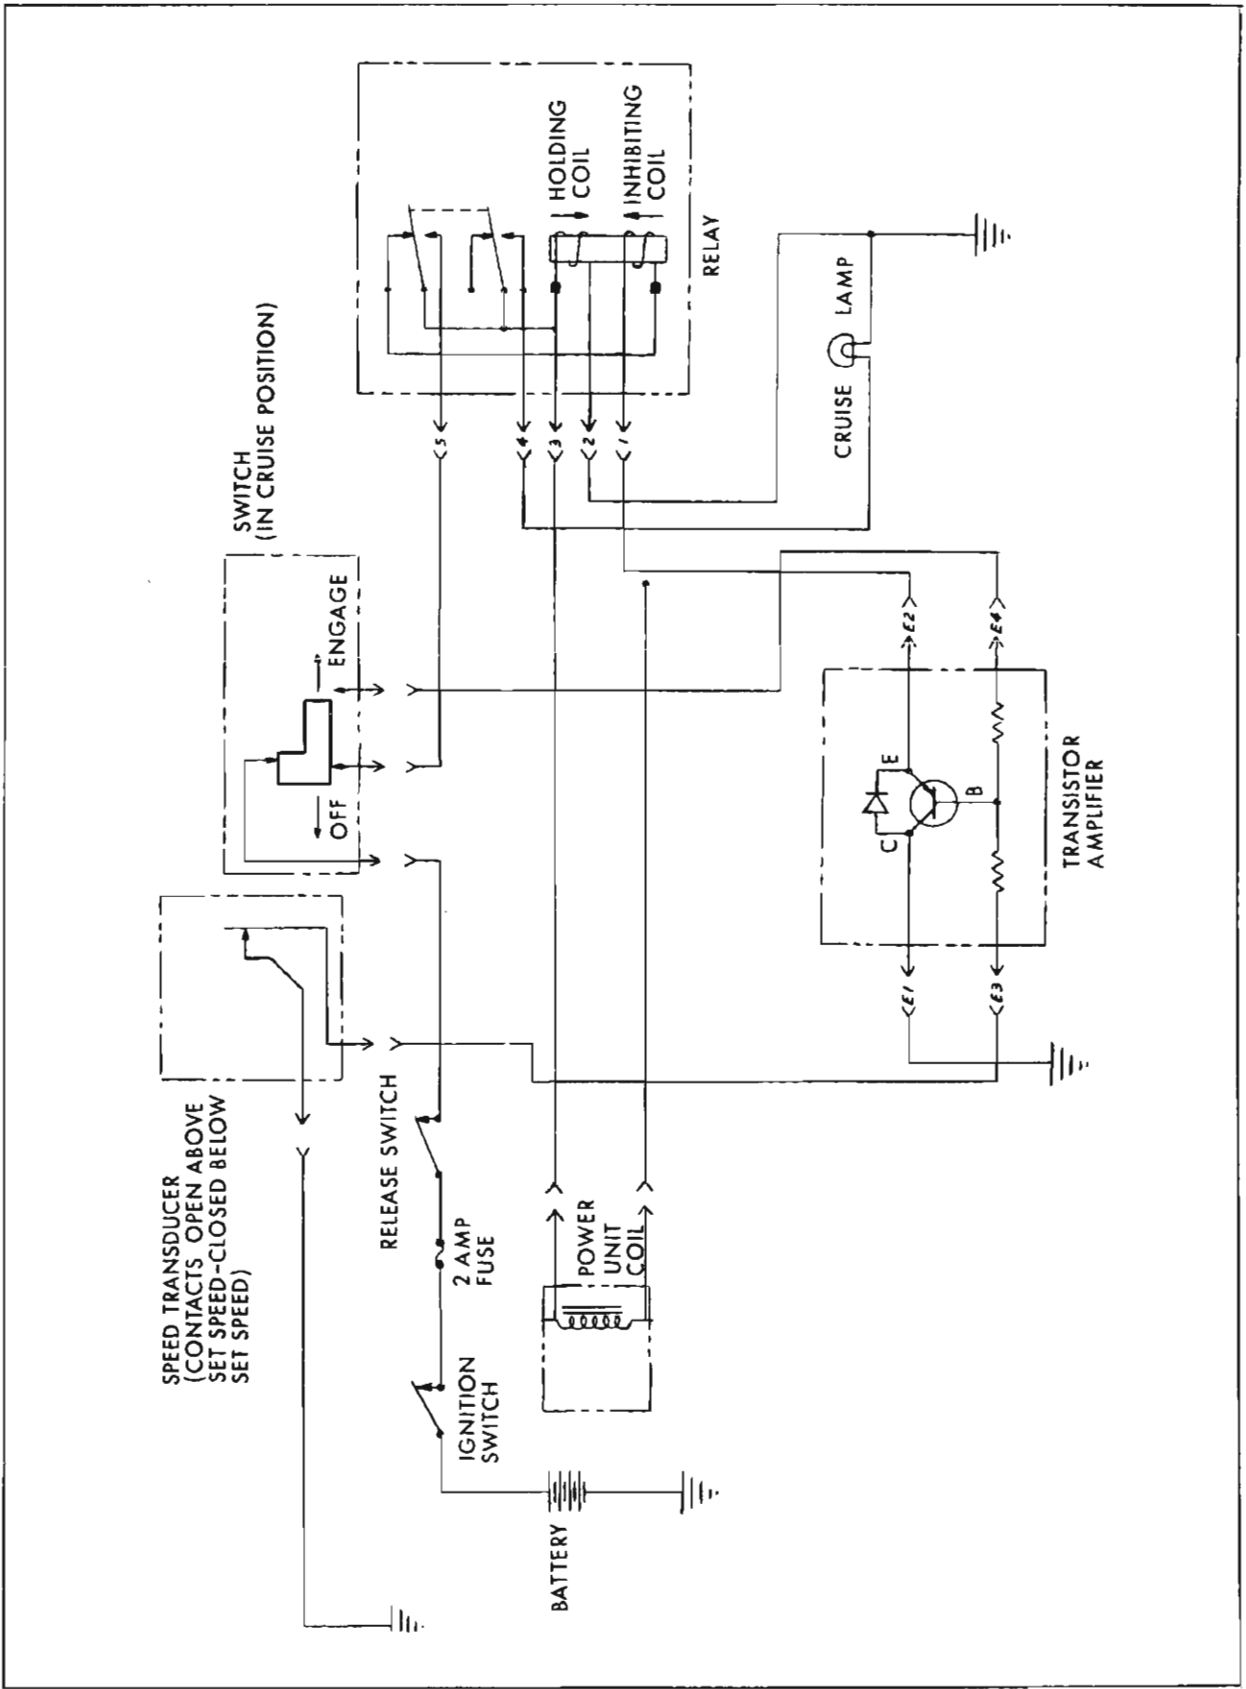 SPEED TRANSDUCER
(CONTACTS OPEN ABOVE
SET SPEED-CLOSED BELOW
SET SPEED)
SWITCH
(IN CRUISE POSITION)
OFF
ENGAGE
RELEASE SWITCH
2 AMP
FUSE
IGNITION
SWITCH
BATTERY
POWER
UNIT
COIL
HOLDING
COIL
INHIBITING
COIL
RELAY
5
4
3
2
1
CRUISE LAMP
E2
E4
E
C
B
E1
E3
TRANSISTOR
AMPLIFIER